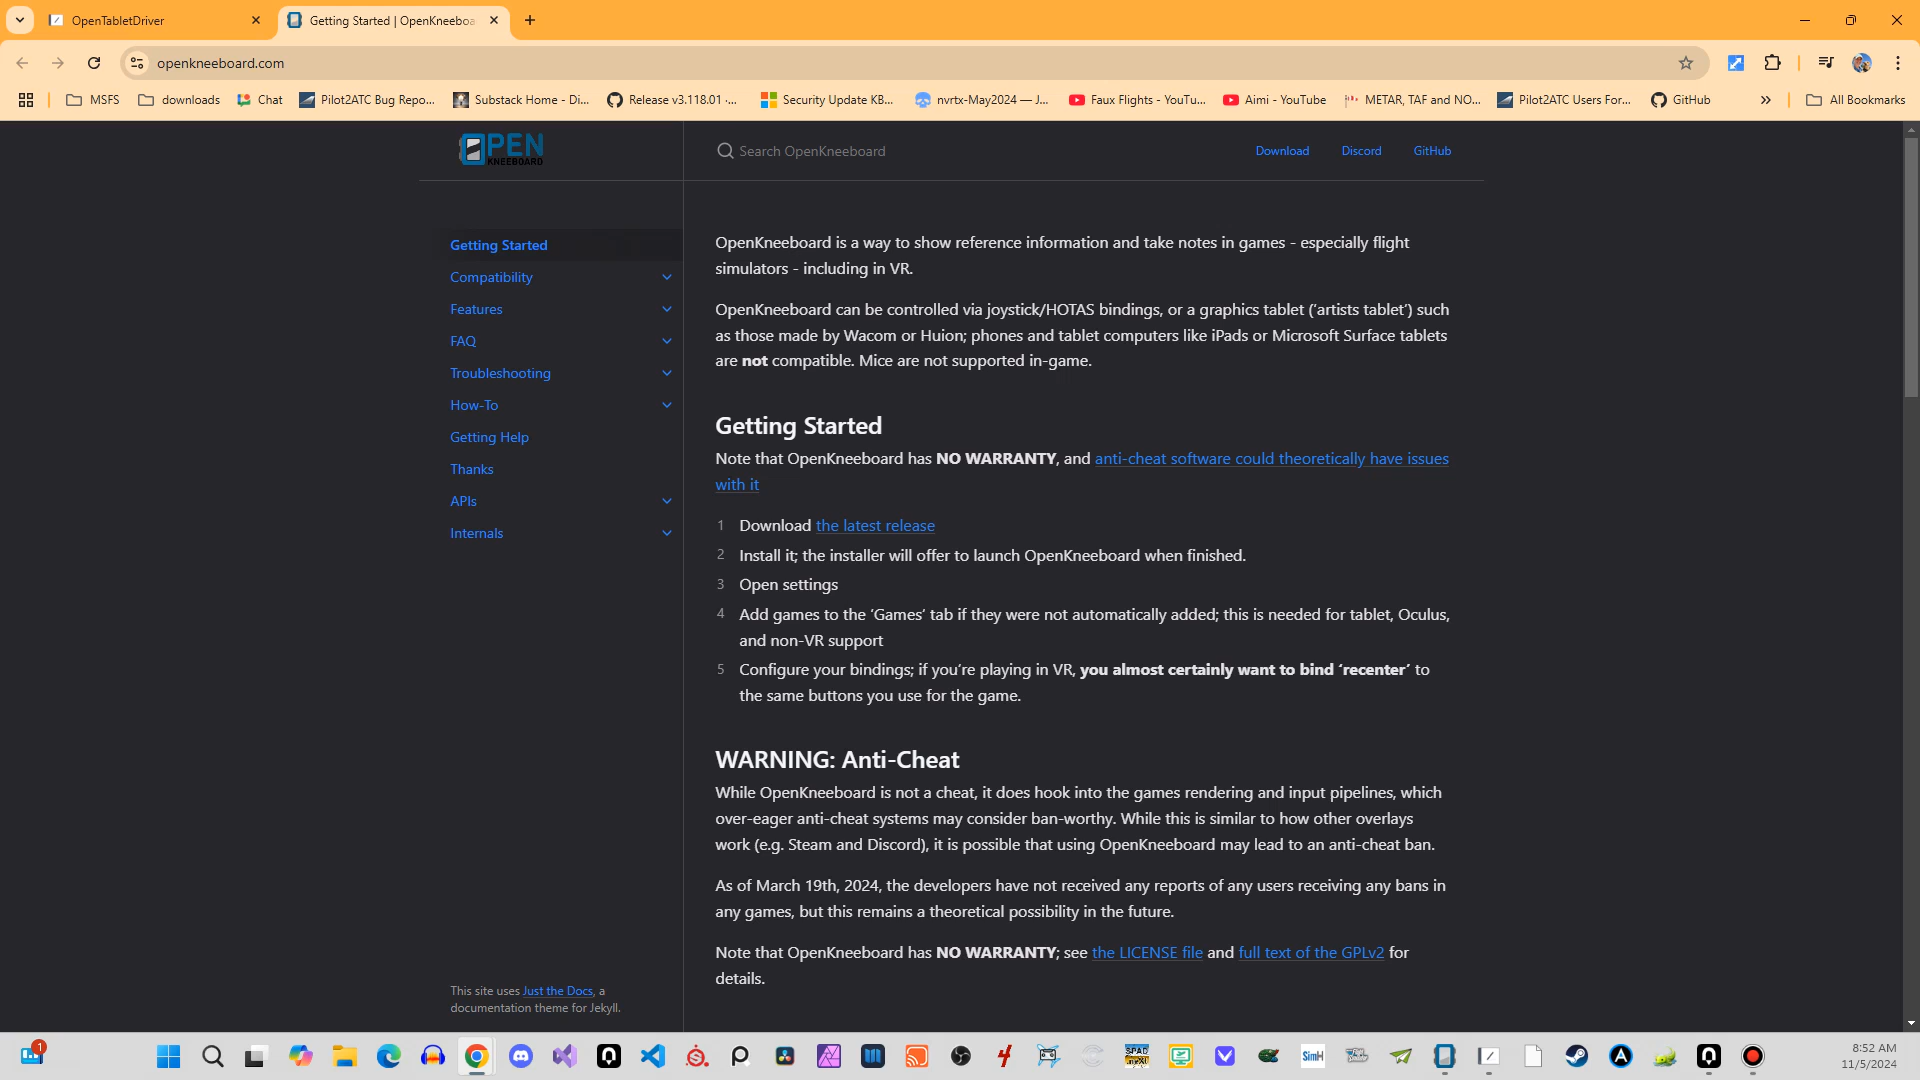 OpenTabletDriver
Getting Started | OpenKneeboa
openkneeboard.com
MSFS
downloads
Chat
Pilot2ATC Bug Repo...
Substack Home - Di...
Release v3.118.01 ·...
Security Update KB...
nvrtx-May2024 — J...
Faux Flights - YouTu...
Aimi - YouTube
METAR, TAF and NO...
Pilot2ATC Users For...
GitHub
All Bookmarks
OPEN
KNEEBOARD
Search OpenKneeboard
Download
Discord
GitHub
Getting Started
Compatibility
Features
FAQ
Troubleshooting
How-To
Getting Help
Thanks
APIs
Internals
This site uses Just the Docs, a
documentation theme for Jekyll.
OpenKneeboard is a way to show reference information and take notes in games - especially flight
simulators - including in VR.
OpenKneeboard can be controlled via joystick/HOTAS bindings, or a graphics tablet (‘artists tablet’) such
as those made by Wacom or Huion; phones and tablet computers like iPads or Microsoft Surface tablets
are not compatible. Mice are not supported in-game.
Getting Started
Note that OpenKneeboard has NO WARRANTY, and anti-cheat software could theoretically have issues
with it
1 Download the latest release
2 Install it; the installer will offer to launch OpenKneeboard when finished.
3 Open settings
4 Add games to the ‘Games’ tab if they were not automatically added; this is needed for tablet, Oculus,
and non-VR support
5 Configure your bindings; if you’re playing in VR, you almost certainly want to bind ‘recenter’ to
the same buttons you use for the game.
WARNING: Anti-Cheat
While OpenKneeboard is not a cheat, it does hook into the games rendering and input pipelines, which
over-eager anti-cheat systems may consider ban-worthy. While this is similar to how other overlays
work (e.g. Steam and Discord), it is possible that using OpenKneeboard may lead to an anti-cheat ban.
As of March 19th, 2024, the developers have not received any reports of any users receiving any bans in
any games, but this remains a theoretical possibility in the future.
Note that OpenKneeboard has NO WARRANTY; see the LICENSE file and full text of the GPLv2 for
details.
1
SPAD
SimH
8:52 AM
11/5/2024